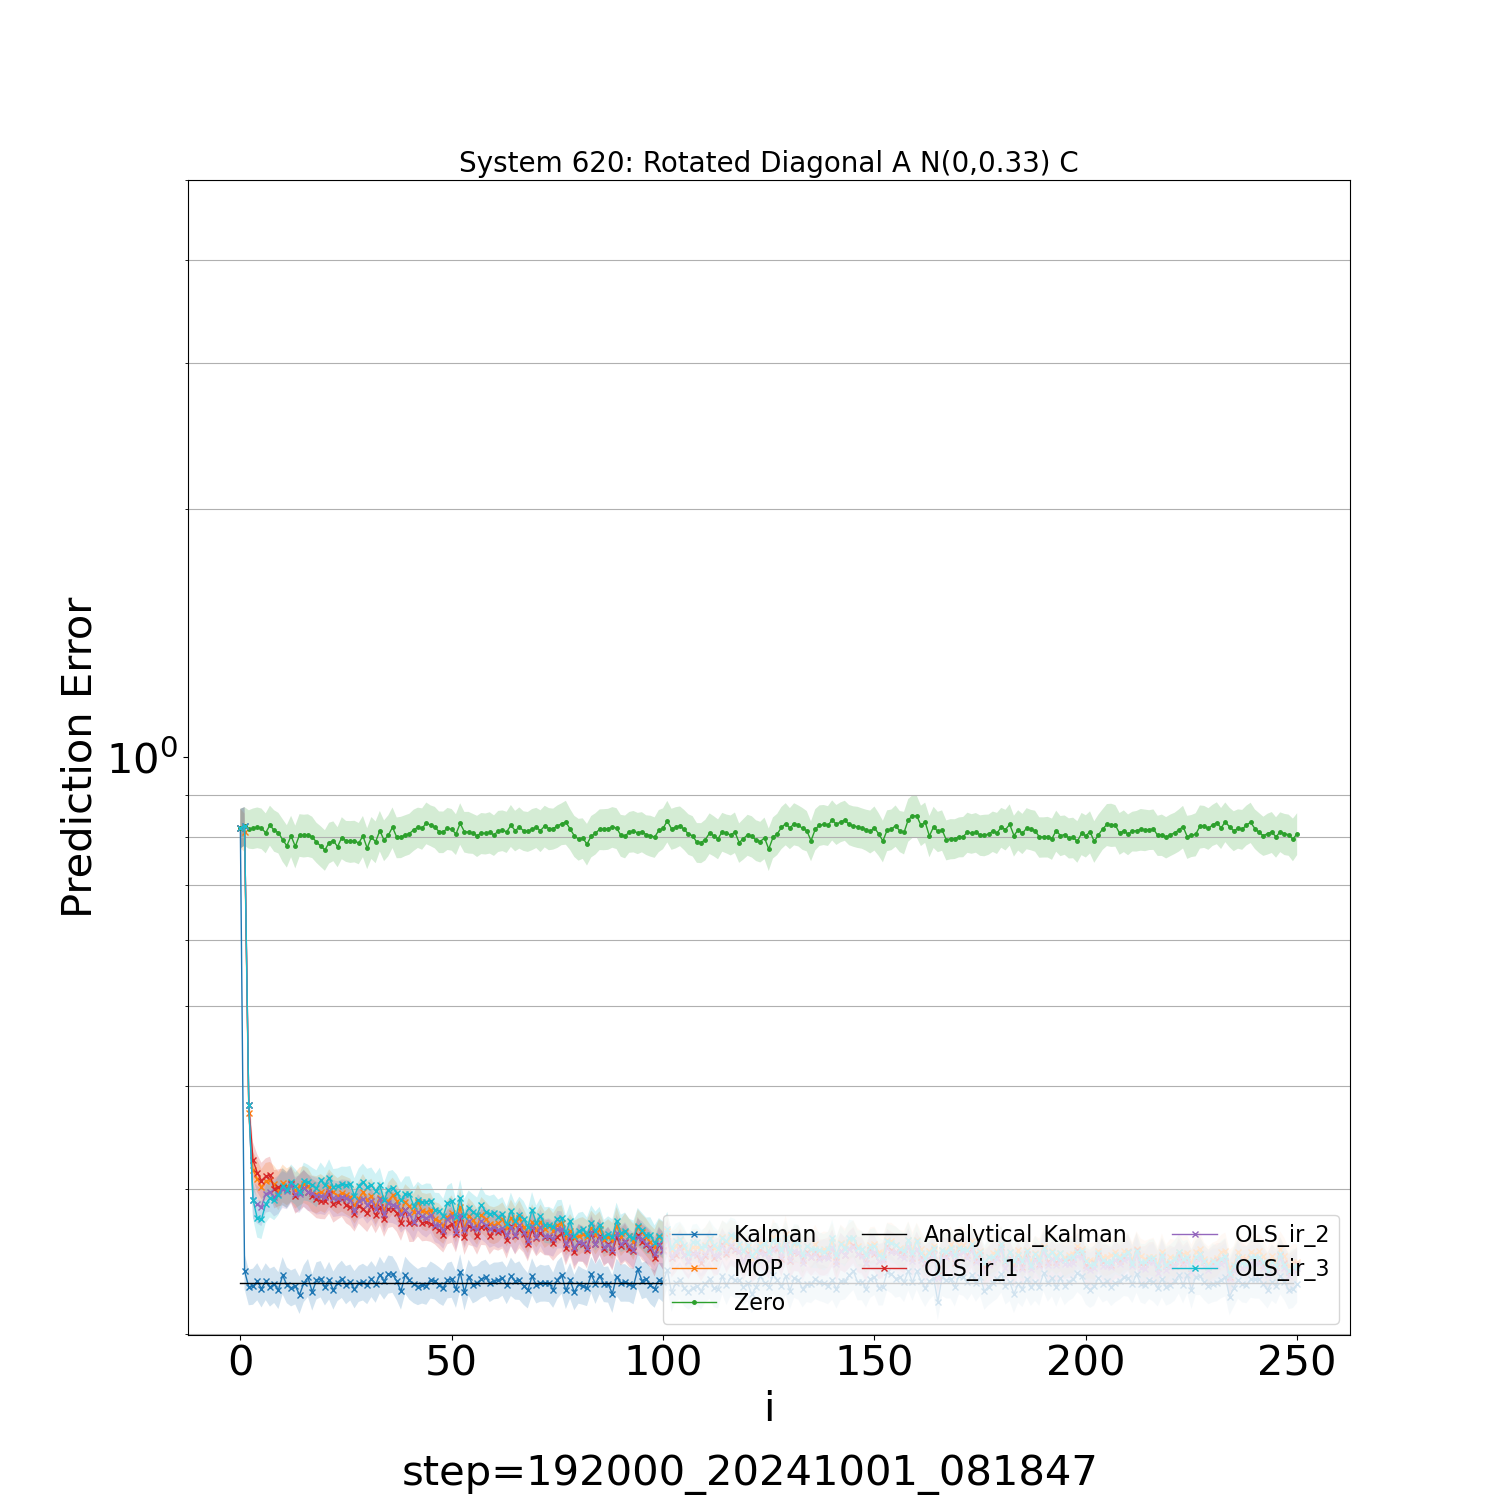 System 620: Rotated Diagonal A N(0,0.33) C
Prediction Error
10⁰
Kalman
MOP
Zero
Analytical_Kalman
OLS_ir_1
OLS_ir_2
OLS_ir_3
0 50 100 150 200 250
i
step=192000_20241001_081847